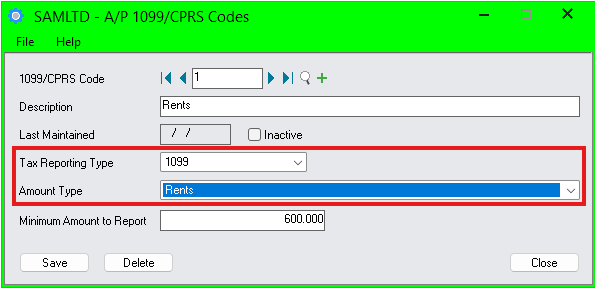 SAMLTD - A/P 1099/CPRS Codes
File Help
1099/CPRS Code 1
Description Rents
Last Maintained / / Inactive
Tax Reporting Type 1099
Amount Type Rents
Minimum Amount to Report 600.000
Save Delete Close